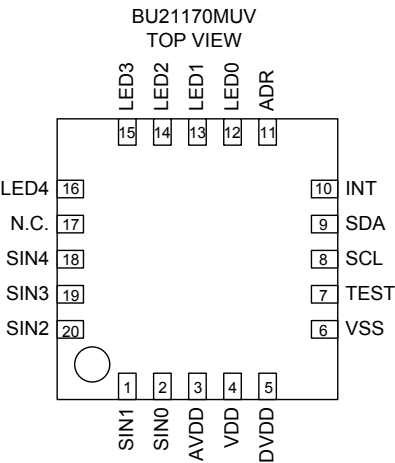 BU21170MUV
TOP VIEW
LED3 LED2 LED1 LED0 ADR
15 14 13 12 11
LED4 16
N.C. 17
SIN4 18
SIN3 19
SIN2 20
10 INT
9 SDA
8 SCL
7 TEST
6 VSS
1 2 3 4 5
SIN1 SIN0 AVDD VDD DVDD